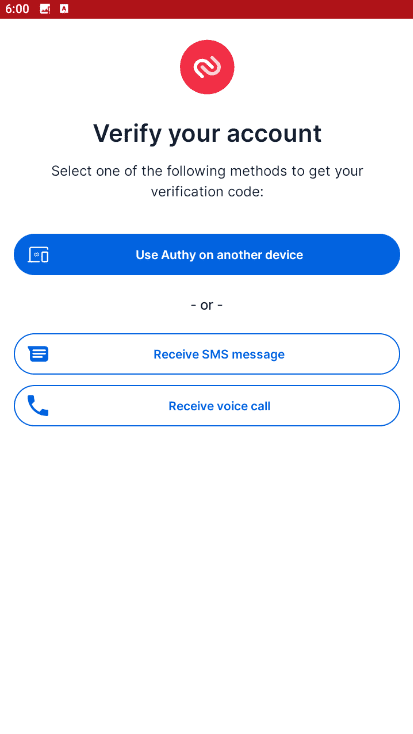 6:00
Verify your account
Select one of the following methods to get your
verification code:
Use Authy on another device
- or -
Receive SMS message
Receive voice call